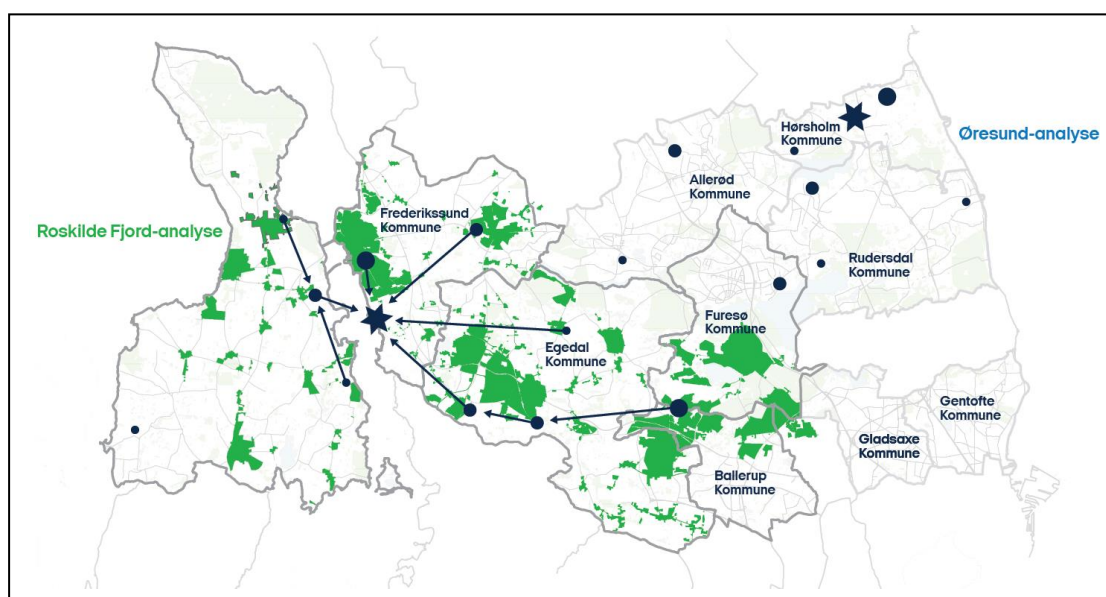 Hørsholm
Kommune
Øresund-analyse
Allerød
Kommune
Roskilde Fjord-analyse
Frederikssund
Kommune
Rudersdal
Kommune
Furesø
Kommune
Egedal
Kommune
Gentofte
Kommune
Gladsaxe
Kommune
Ballerup
Kommune